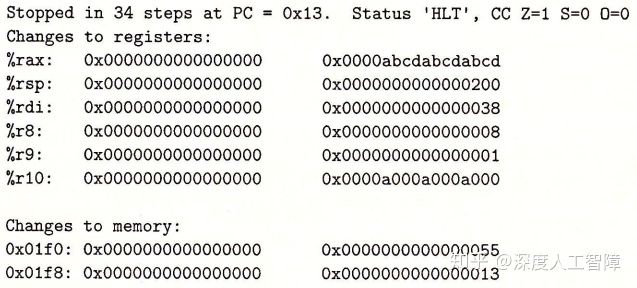 Stopped in 34 steps at PC = 0x13. Status 'HLT', CC Z=1 S=0 O=0
Changes to registers:
%rax: 0x0000000000000000 0x0000abcdabcdabcd
%rsp: 0x0000000000000000 0x0000000000000200
%rdi: 0x0000000000000000 0x0000000000000038
%r8: 0x0000000000000000 0x0000000000000008
%r9: 0x0000000000000000 0x0000000000000001
%r10: 0x0000000000000000 0x0000a000a000a000
Changes to memory:
0x01f0: 0x0000000000000000 0x0000000000000055
0x01f8: 0x0000000000000000 0x0000000000000013
知乎 @深度人工智障